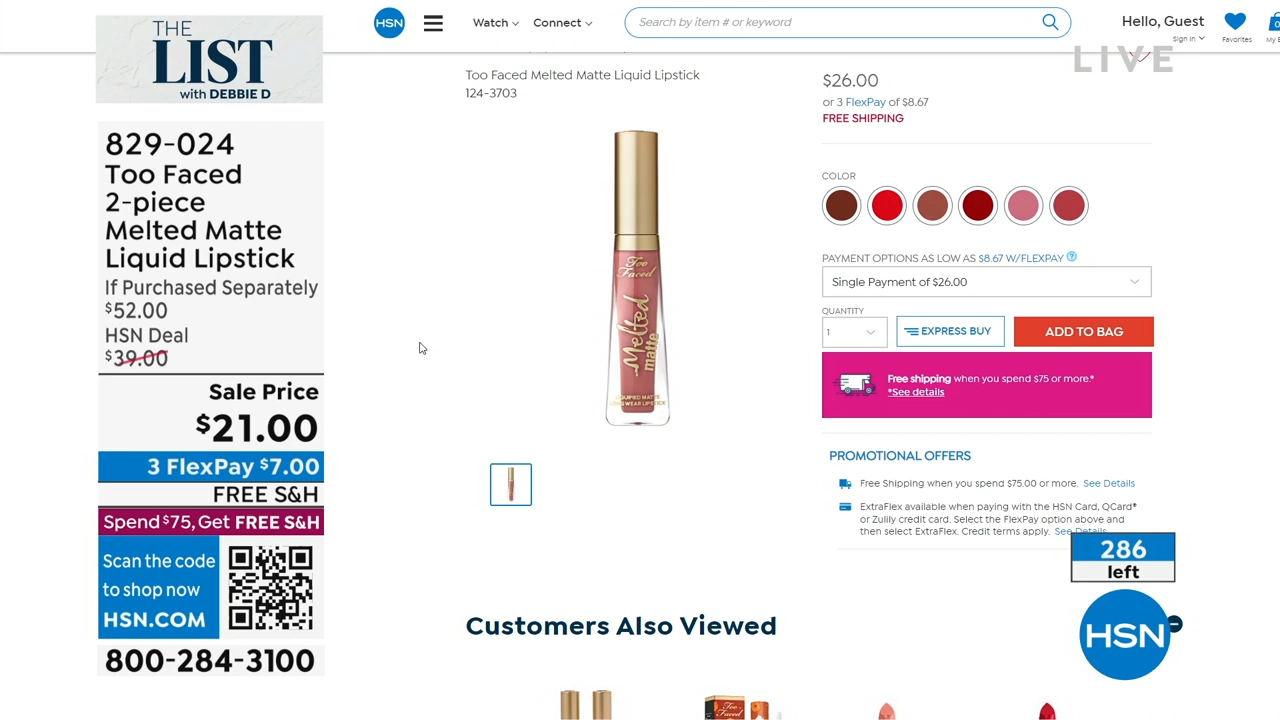 THE
LIST
with DEBBIE D
829-024
Too Faced
2-piece
Melted Matte
Liquid Lipstick
If Purchased Separately
$52.00
HSN Deal
$39.00
Sale Price
$21.00
3 FlexPay $7.00
FREE S&H
Spend $75, Get FREE S&H
Scan the code
to shop now
HSN.COM
800-284-3100
HSN
Watch
Connect
Search by item # or keyword
Hello, Guest
Sign In
Favorites
0
LIVE
Too Faced Melted Matte Liquid Lipstick
124-3703
Too
Faced
Melted
matte
$26.00
or 3 FlexPay of $8.67
FREE SHIPPING
COLOR
PAYMENT OPTIONS AS LOW AS $8.67 W/FLEXPAY ?
Single Payment of $26.00
QUANTITY
1
EXPRESS BUY
ADD TO BAG
Free shipping when you spend $75 or more.*
*See details
PROMOTIONAL OFFERS
Free Shipping when you spend $75.00 or more. See Details
ExtraFlex available when paying with the HSN Card, QCard®
or Zulily credit card. Select the FlexPay option above and
then select ExtraFlex. Credit terms apply. See Details
286
left
HSN
Customers Also Viewed